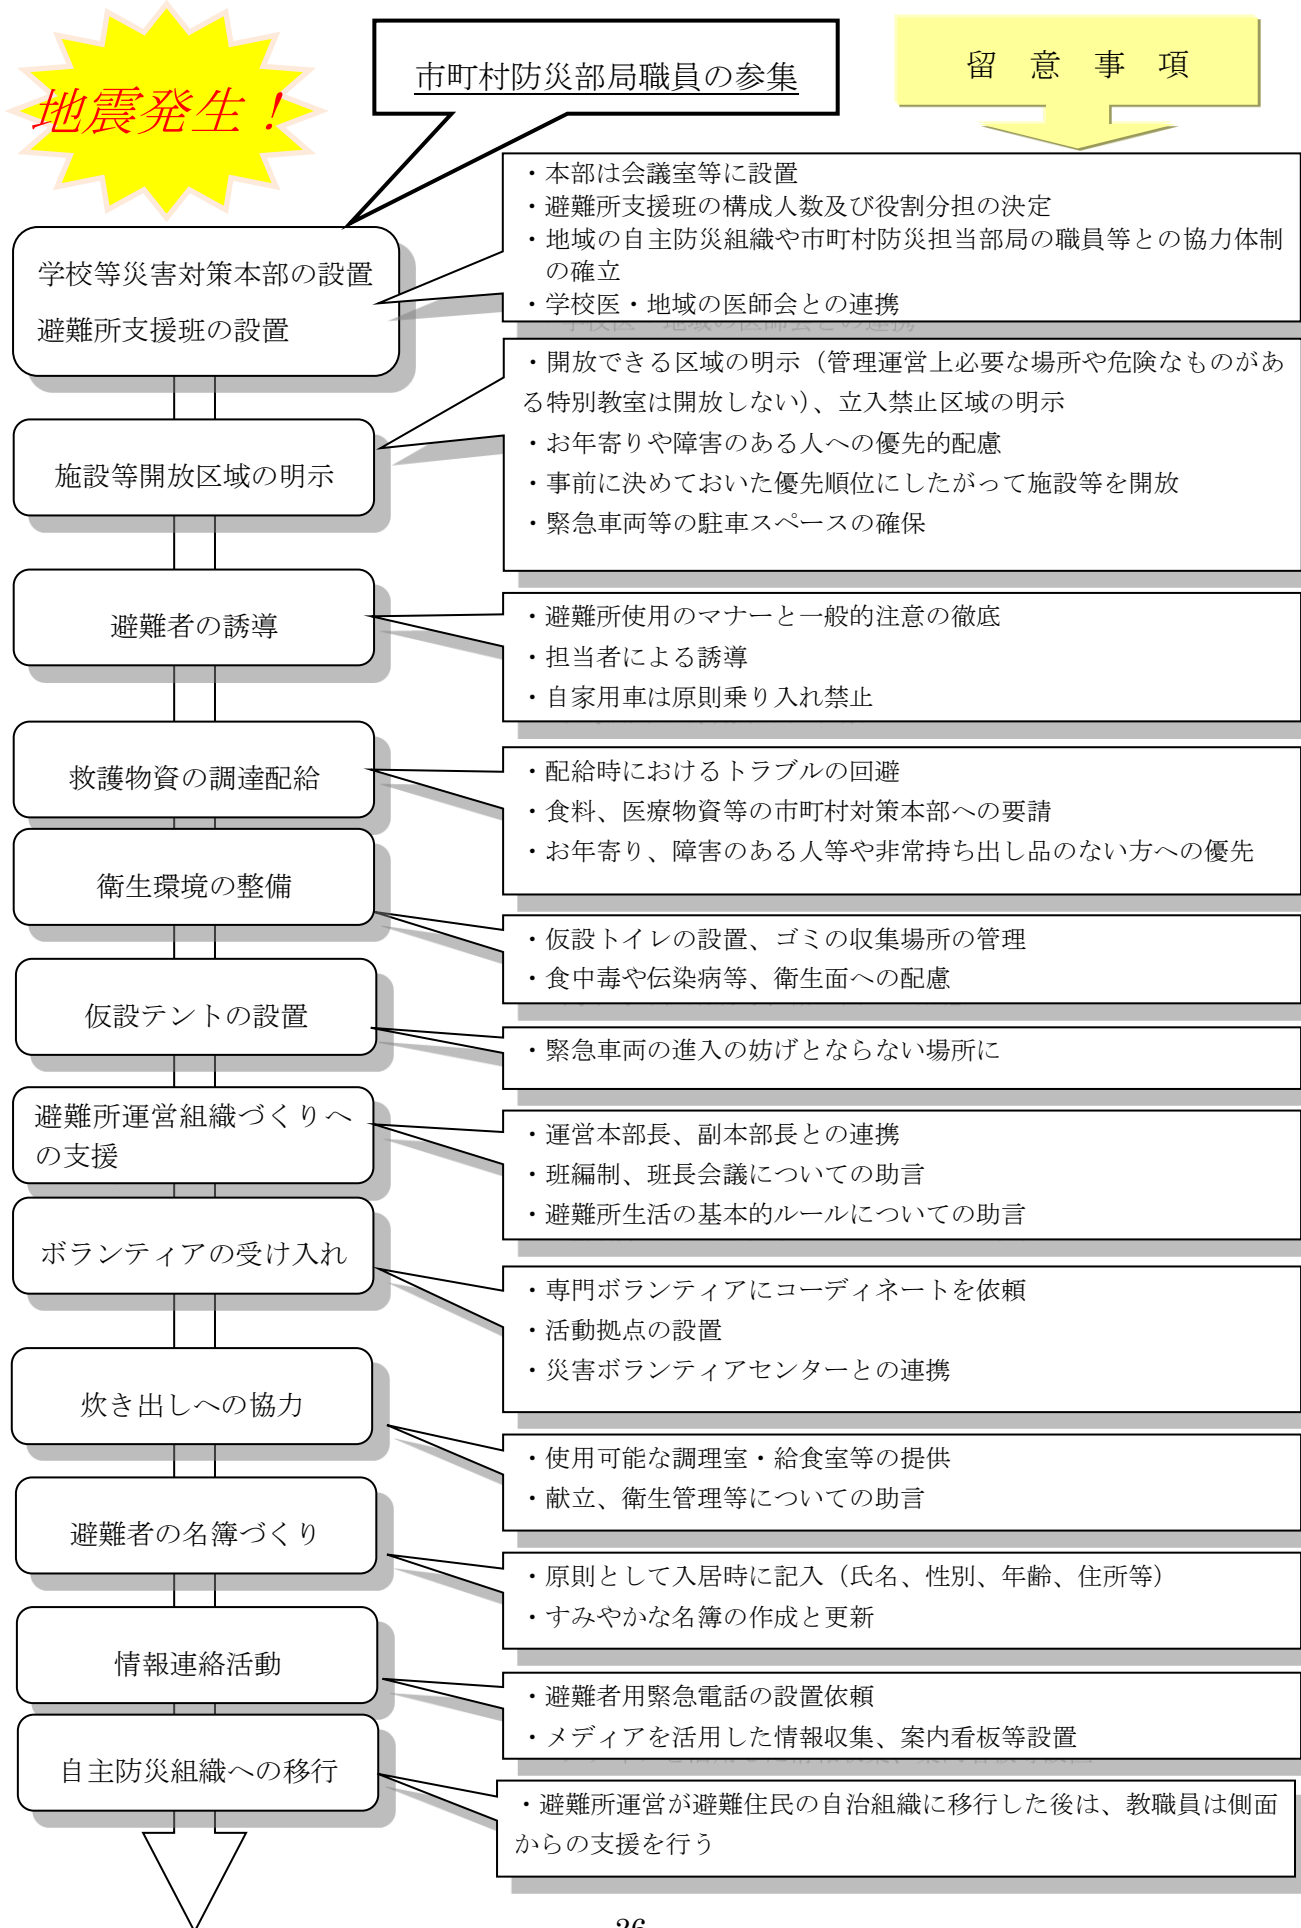 地震発生！
市町村防災部局職員の参集
留　意　事　項
学校等災害対策本部の設置
避難所支援班の設置
・本部は会議室等に設置
・避難所支援班の構成人数及び役割分担の決定
・地域の自主防災組織や市町村防災担当部局の職員等との協力体制
の確立
・学校医・地域の医師会との連携
施設等開放区域の明示
・開放できる区域の明示（管理運営上必要な場所や危険なものがあ
る特別教室は開放しない）、立入禁止区域の明示
・お年寄りや障害のある人への優先的配慮
・事前に決めておいた優先順位にしたがって施設等を開放
・緊急車両等の駐車スペースの確保
避難者の誘導
・避難所使用のマナーと一般的注意の徹底
・担当者による誘導
・自家用車は原則乗り入れ禁止
救護物資の調達配給
・配給時におけるトラブルの回避
・食料、医療物資等の市町村対策本部への要請
・お年寄り、障害のある人等や非常持ち出し品のない方への優先
衛生環境の整備
・仮設トイレの設置、ゴミの収集場所の管理
・食中毒や伝染病等、衛生面への配慮
仮設テントの設置
・緊急車両の進入の妨げとならない場所に
避難所運営組織づくりへ
の支援
・運営本部長、副本部長との連携
・班編制、班長会議についての助言
・避難所生活の基本的ルールについての助言
ボランティアの受け入れ
・専門ボランティアにコーディネートを依頼
・活動拠点の設置
・災害ボランティアセンターとの連携
炊き出しへの協力
・使用可能な調理室・給食室等の提供
・献立、衛生管理等についての助言
避難者の名簿づくり
・原則として入居時に記入（氏名、性別、年齢、住所等）
・すみやかな名簿の作成と更新
情報連絡活動
・避難者用緊急電話の設置依頼
・メディアを活用した情報収集、案内看板等設置
自主防災組織への移行
・避難所運営が避難住民の自治組織に移行した後は、教職員は側面
からの支援を行う